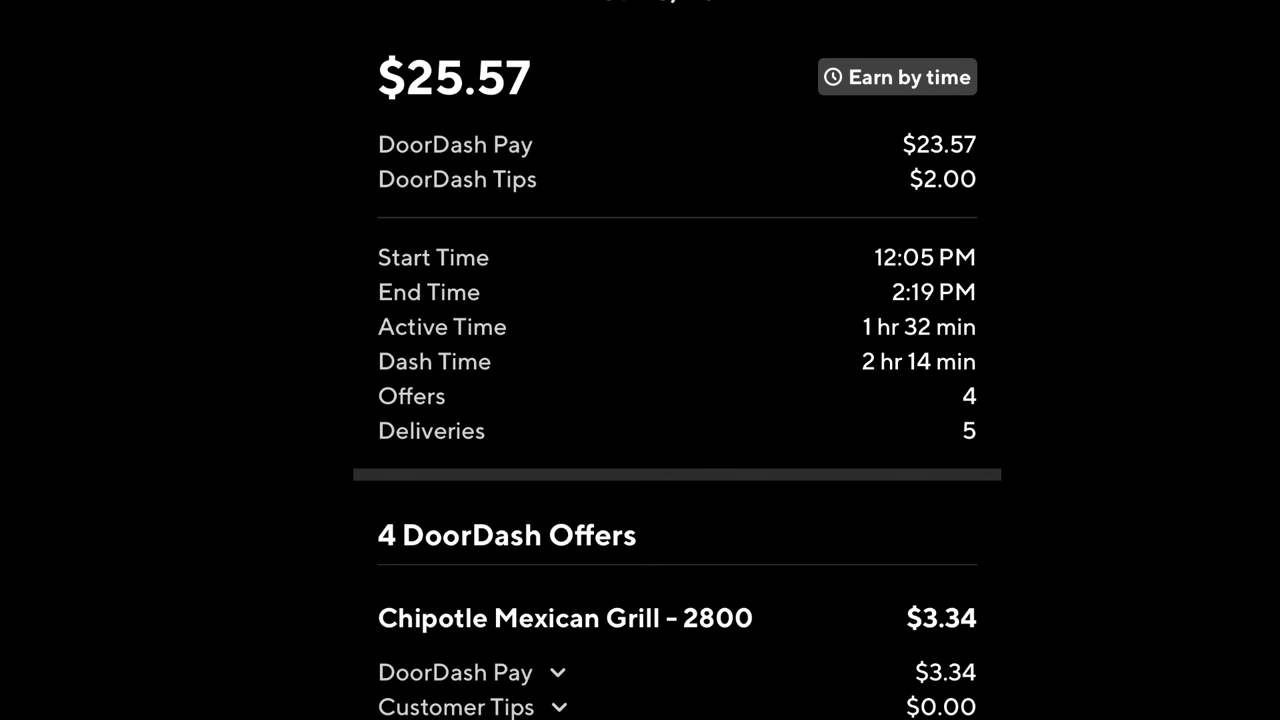 $25.57
Earn by time
DoorDash Pay $23.57
DoorDash Tips $2.00
Start Time 12:05 PM
End Time 2:19 PM
Active Time 1 hr 32 min
Dash Time 2 hr 14 min
Offers 4
Deliveries 5
4 DoorDash Offers
Chipotle Mexican Grill - 2800 $3.34
DoorDash Pay $3.34
Customer Tips $0.00